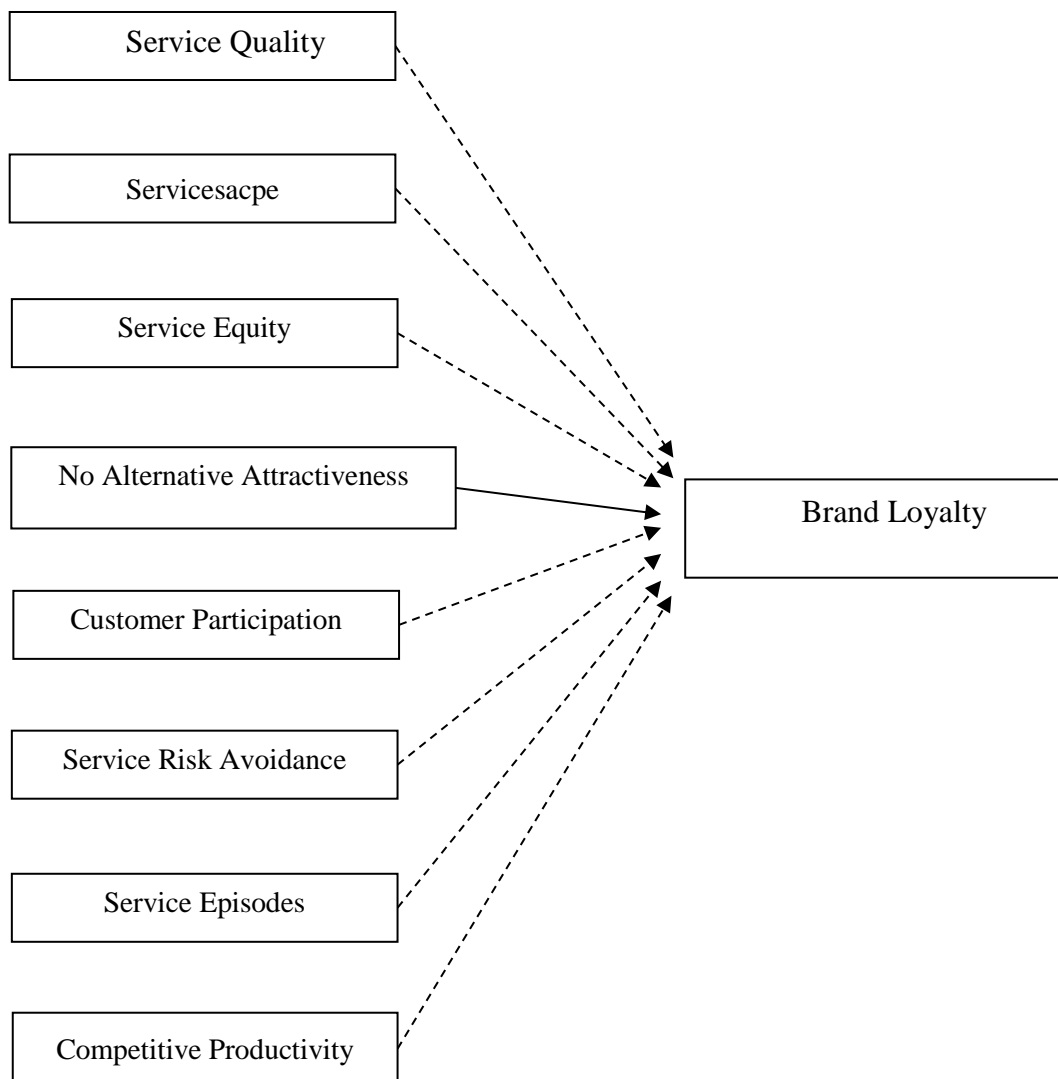 Service Quality
Servicesacpe
Service Equity
No Alternative Attractiveness
Brand Loyalty
Customer Participation
Service Risk Avoidance
Service Episodes
Competitive Productivity